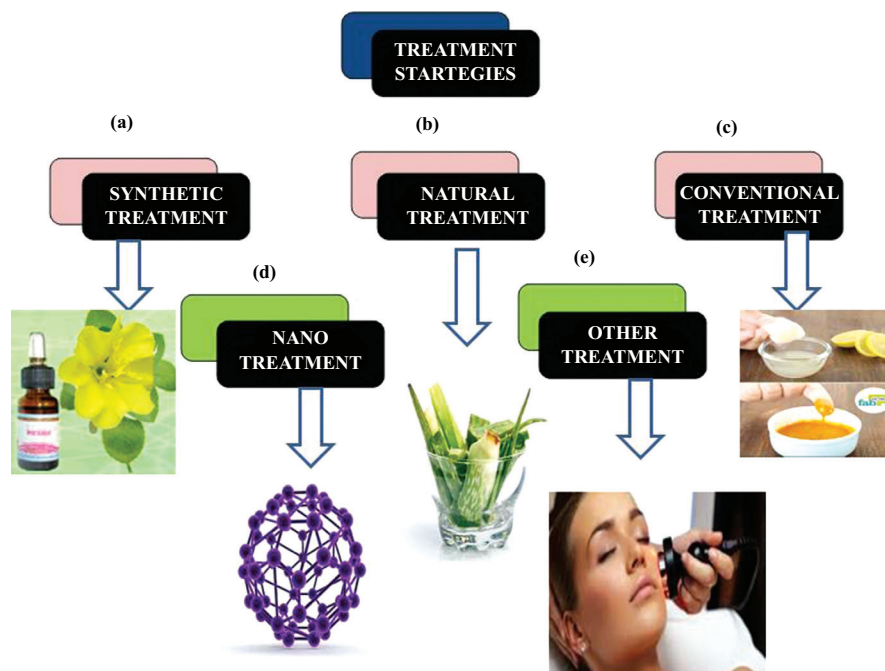 TREATMENT
STARTEGIES
(a)
(b)
(c)
SYNTHETIC
TREATMENT
NATURAL
TREATMENT
CONVENTIONAL
TREATMENT
(d)
(e)
NANO
TREATMENT
OTHER
TREATMENT
fab